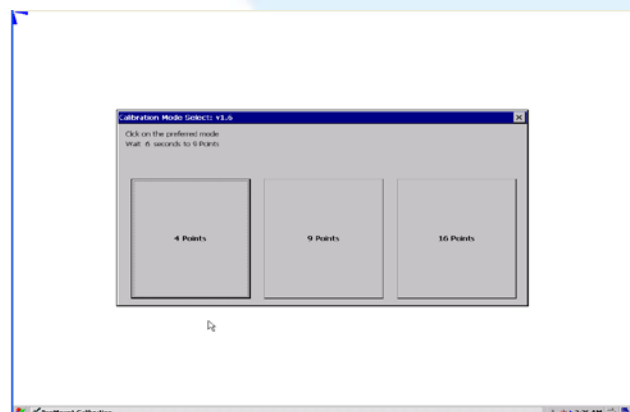 Calibration Mode Select: v1.6
Click on the preferred mode
Wait 6 seconds to 9 Points
4 Points
9 Points
16 Points